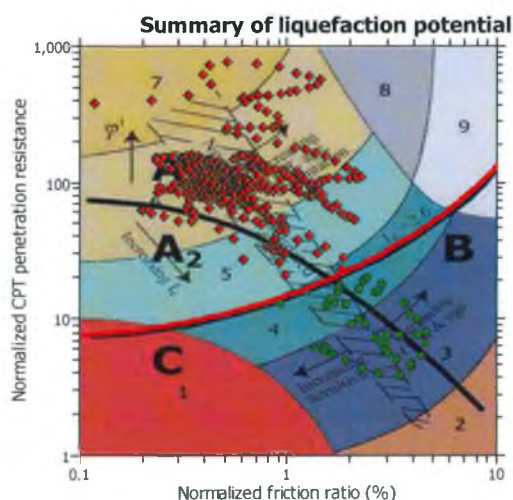 Summary of liquefaction potential
1,000
7
8
9
φ'
Normalized CPT penetration resistance
100
A
A2
Increasing
B
5
10
4
C
3
1
2
1
0.1
1
10
Normalized friction ratio (%)